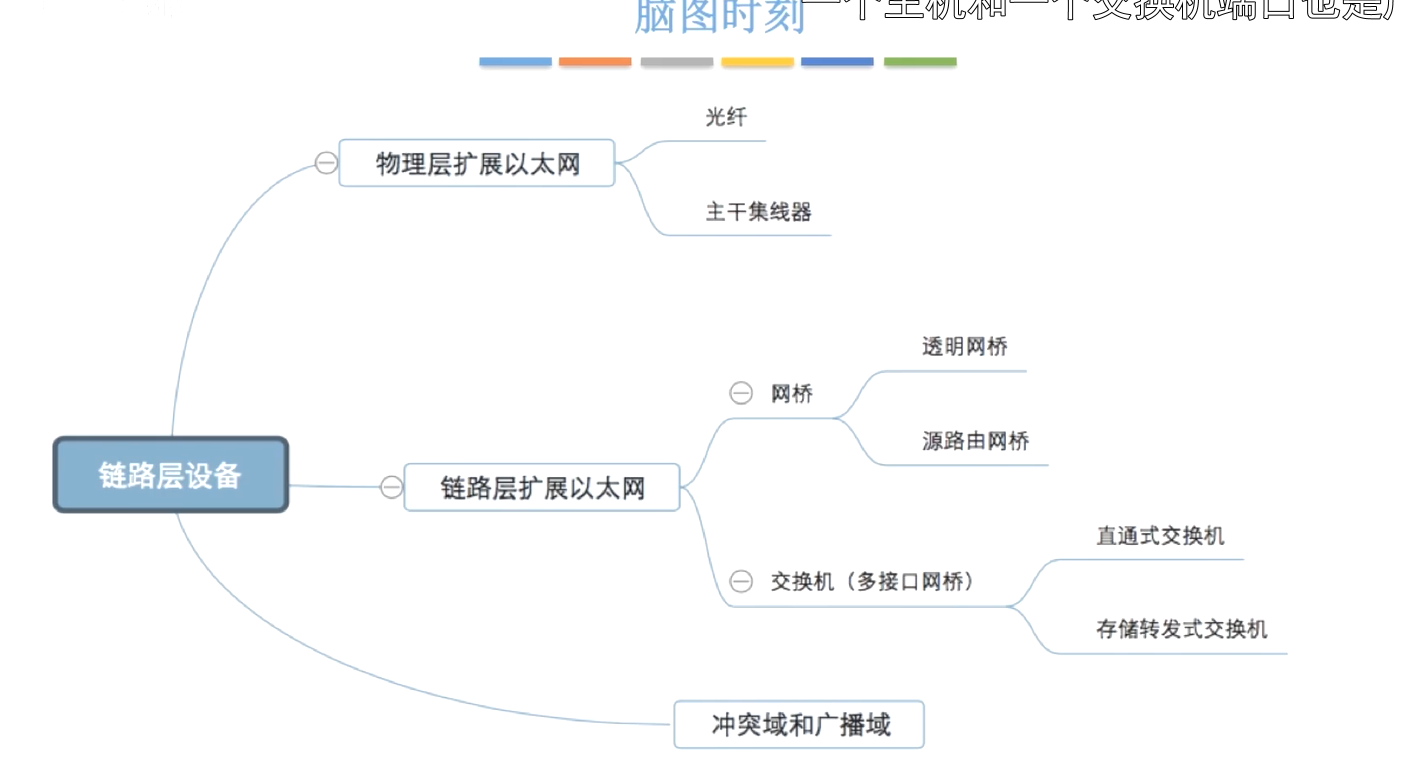 脑图时刻
一个主机和一个交换机端口也是
光纤
物理层扩展以太网
主干集线器
透明网桥
网桥
源路由网桥
链路层设备
链路层扩展以太网
直通式交换机
交换机（多接口网桥）
存储转发式交换机
冲突域和广播域